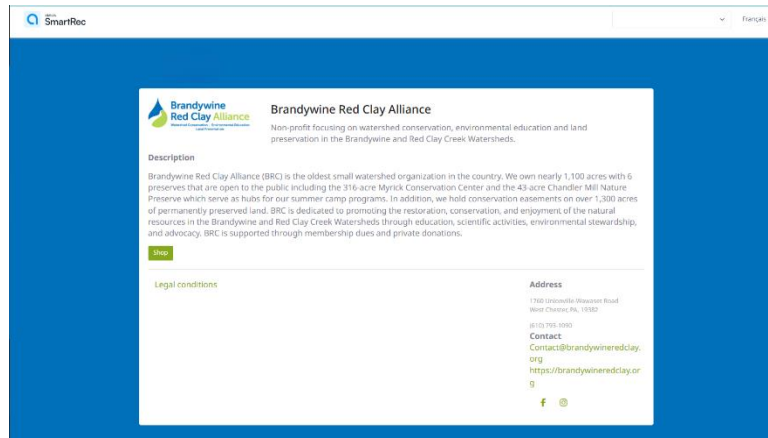 SmartRec
Français
Brandywine
Red Clay Alliance
Brandywine Red Clay Alliance
Non-profit focusing on watershed conservation, environmental education and land
preservation in the Brandywine and Red Clay Creek Watersheds.
Description
Brandywine Red Clay Alliance (BRC) is the oldest small watershed organization in the country. We own nearly 1,100 acres with 6
preserves that are open to the public including the 316-acre Myrick Conservation Center and the 43-acre Chandler Mill Nature
Preserve which serve as hubs for our summer camp programs. In addition, we hold conservation easements on over 1,300 acres
of permanently preserved land. BRC is dedicated to promoting the restoration, conservation, and enjoyment of the natural
resources in the Brandywine and Red Clay Creek Watersheds through education, scientific activities, environmental stewardship,
and advocacy. BRC is supported through membership dues and private donations.
Shop
Legal conditions
Address
1760 Unionville Wawaset Road
West Chester, PA, 19382
Contact
Contact@brandywineredclay.
org
https://brandywineredclay.or
g